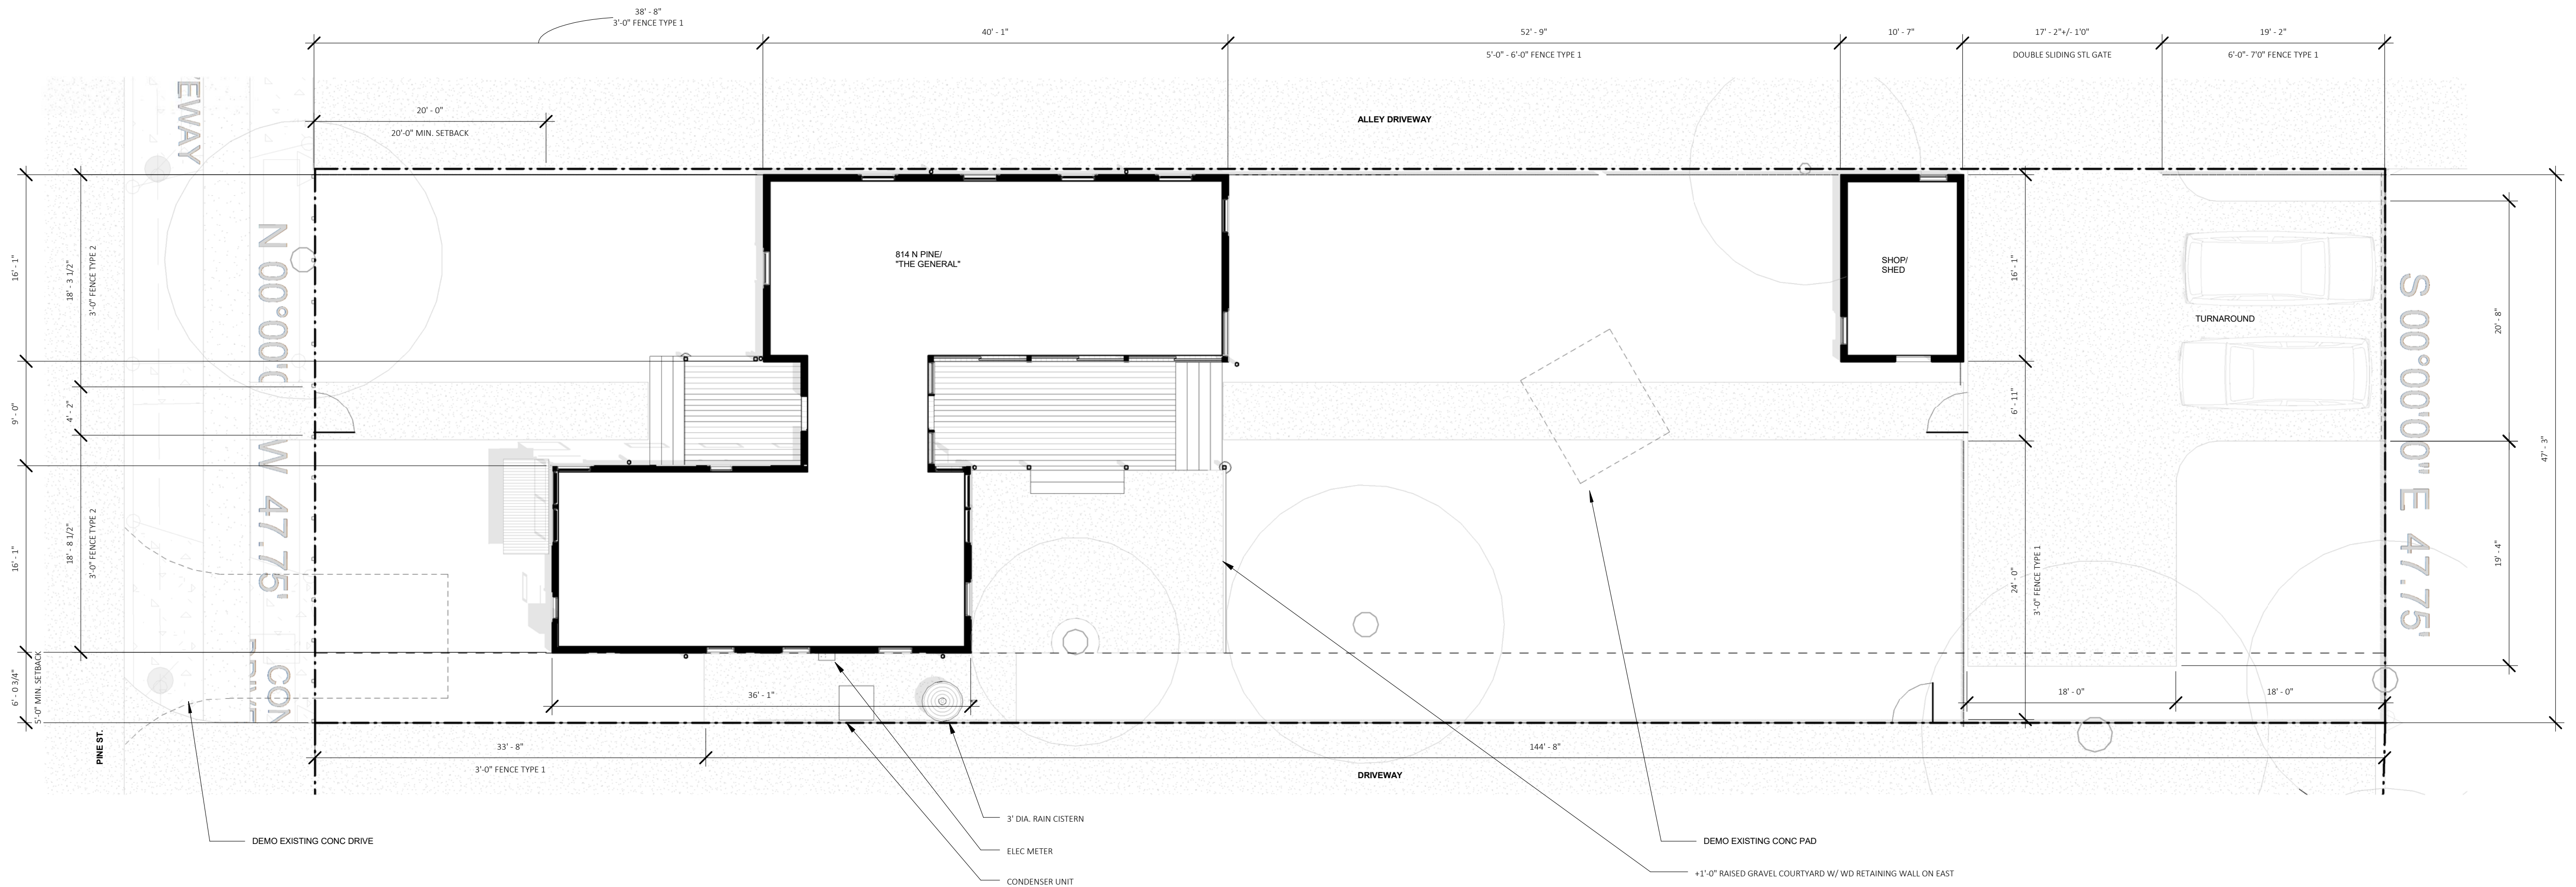 38' - 8"
3'-0" FENCE TYPE 1
40' - 1"
52' - 9"
5'-0" - 6'-0" FENCE TYPE 1
10' - 7"
17' - 2"+/- 1'0"
DOUBLE SLIDING STL GATE
19' - 2"
6'-0"- 7'0" FENCE TYPE 1
20' - 0"
20'-0" MIN. SETBACK
ALLEY DRIVEWAY
EWAY
N 00°00'0
W 47.75'
CON
16' - 1"
9' - 0"
16' - 1"
6' - 0 3/4"
5'-0" MIN. SETBACK
18' - 3 1/2"
3'-0" FENCE TYPE 2
4' - 2"
18' - 8 1/2"
3'-0" FENCE TYPE 2
814 N PINE/
"THE GENERAL"
SHOP/
SHED
16' - 1"
6' - 11"
24' - 0"
3'-0" FENCE TYPE 1
TURNAROUND
S 00°00'00" E 47.75'
20' - 8"
19' - 4"
47' - 3"
36' - 1"
18' - 0"
18' - 0"
33' - 8"
3'-0" FENCE TYPE 1
144' - 8"
DRIVEWAY
PINE ST.
DEMO EXISTING CONC DRIVE
3' DIA. RAIN CISTERN
ELEC METER
CONDENSER UNIT
DEMO EXISTING CONC PAD
+1'-0" RAISED GRAVEL COURTYARD W/ WD RETAINING WALL ON EAST